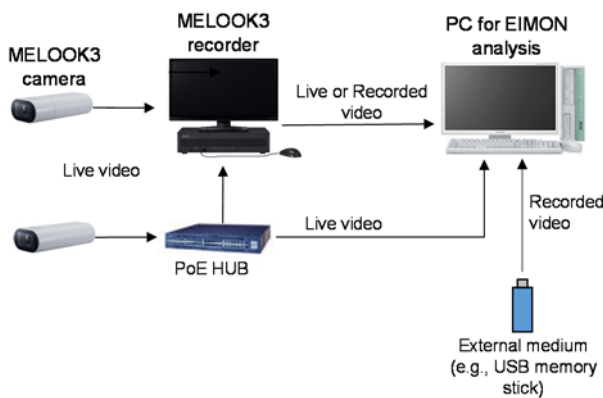 MELOOK3
recorder
PC for EIMON
analysis
MELOOK3
camera
Live or Recorded
video
Live video
Live video
Recorded
video
PoE HUB
External medium
(e.g., USB memory
stick)